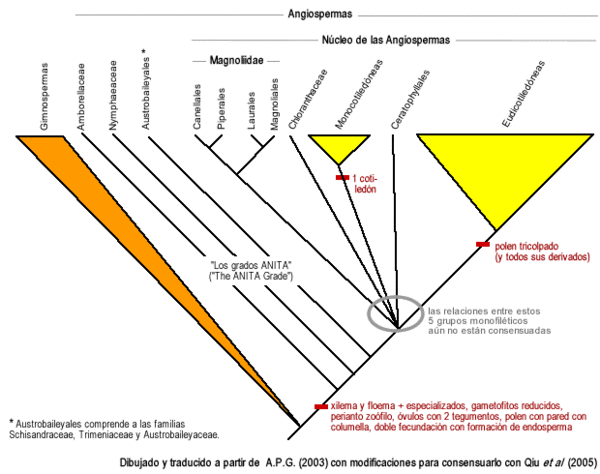 Angiospermas
Núcleo de las Angiospermas
Magnoliidae
Gimnospermas
Amborellaceae
Nymphaeaceae
Austrobaileyales *
Canellales
Piperales
Laurales
Magnoliales
Chloranthaceae
Monocotiledóneas
Ceratophyllales
Eudicotiledóneas
1 coti-
ledón
polen tricolpado
(y todos sus derivados)
"Los grados ANITA"
("The ANITA Grade")
las relaciones entre estos
5 grupos monofiléticos
aún no están consensuadas
xilema y floema + especializados, gametofitos reducidos,
perianto zoófilo, óvulos con 2 tegumentos, polen con pared con
columella, doble fecundación con formación de endosperma
* Austrobaileyales comprende a las familias
Schisandraceae, Trimeniaceae y Austrobaileyaceae.
Dibujado y traducido a partir de A.P.G. (2003) con modificaciones para consensuarlo con Qiu et al (2005)